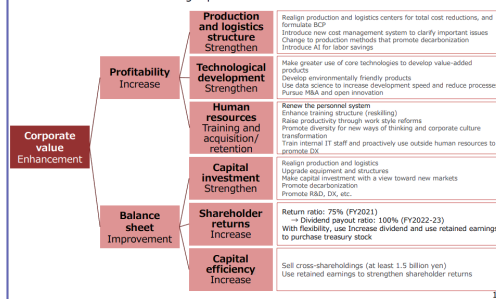 Corporate
value
Enhancement
Profitability
Increase
Production
and logistics
structure
Strengthen
Realign production and logistics centers for total cost reductions, and
formulate BCP
Introduce new cost management system to clarify important issues
Change to production methods that promote decarbonization
Introduce AI for labor savings
Technological
development
Strengthen
Make greater use of core technologies to develop value-added
products
Develop environmentally friendly products
Use data science to increase development speed and reduce processes
Pursue M&A and open innovation
Human
resources
Training and
acquisition/
retention
Renew the personnel system
Enhance training structure (reskilling)
Raise productivity through work style reforms
Promote diversity for new ways of thinking and corporate culture
transformation
Train internal IT staff and proactively use outside human resources to
promote DX
Balance
sheet
Improvement
Capital
investment
Strengthen
Realign production and logistics
Upgrade equipment and structures
Make capital investment with a view toward new markets
Promote decarbonization
Promote R&D, DX, etc.
Shareholder
returns
Increase
Return ratio: 75% (FY2021)
→ Dividend payout ratio: 100% (FY2022-23)
With flexibility, use Increase dividend and use retained earnings
to purchase treasury stock
Capital
efficiency
Increase
Sell cross-shareholdings (at least 1.5 billion yen)
Use retained earnings to strengthen shareholder returns